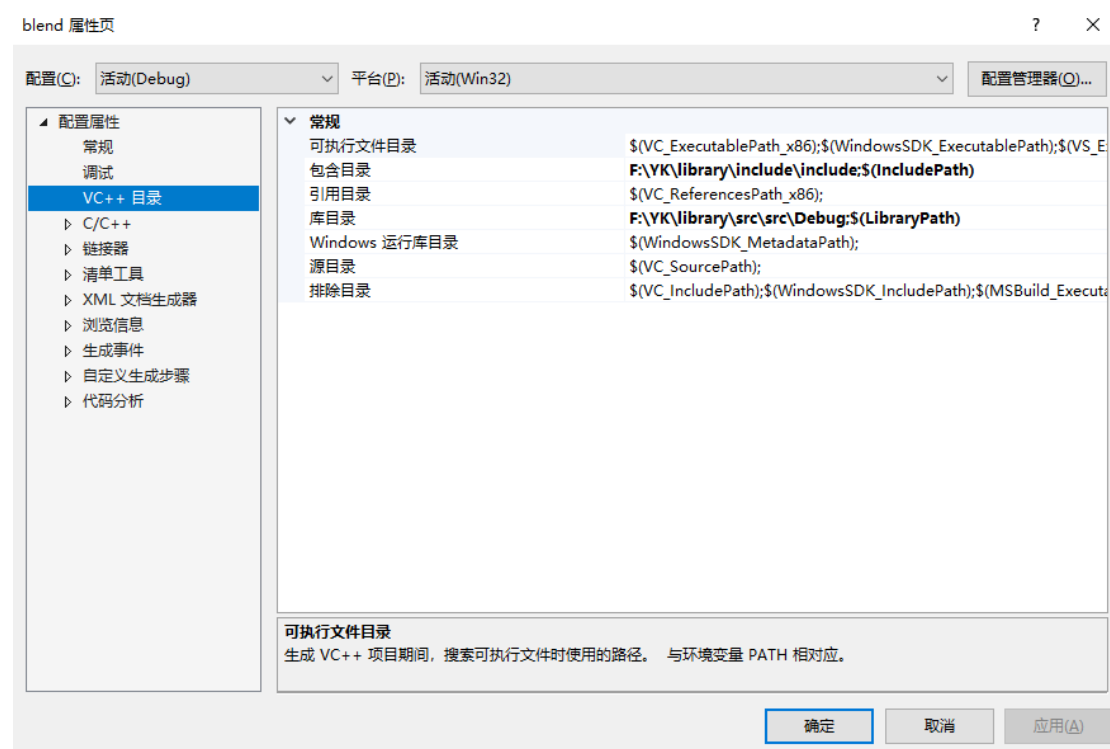 blend 属性页
配置(C): 活动(Debug) 平台(P): 活动(Win32) 配置管理器(O)...
配置属性
常规
调试
VC++ 目录
C/C++
链接器
清单工具
XML 文档生成器
浏览信息
生成事件
自定义生成步骤
代码分析
常规
可执行文件目录 $(VC_ExecutablePath_x86);$(WindowsSDK_ExecutablePath);$(VS_E
包含目录 F:\YK\library\include\include;$(IncludePath)
引用目录 $(VC_ReferencesPath_x86);
库目录 F:\YK\library\src\src\Debug;$(LibraryPath)
Windows 运行库目录 $(WindowsSDK_MetadataPath);
源目录 $(VC_SourcePath);
排除目录 $(VC_IncludePath);$(WindowsSDK_IncludePath);$(MSBuild_Executa
可执行文件目录
生成 VC++ 项目期间，搜索可执行文件时使用的路径。 与环境变量 PATH 相对应。
确定 取消 应用(A)